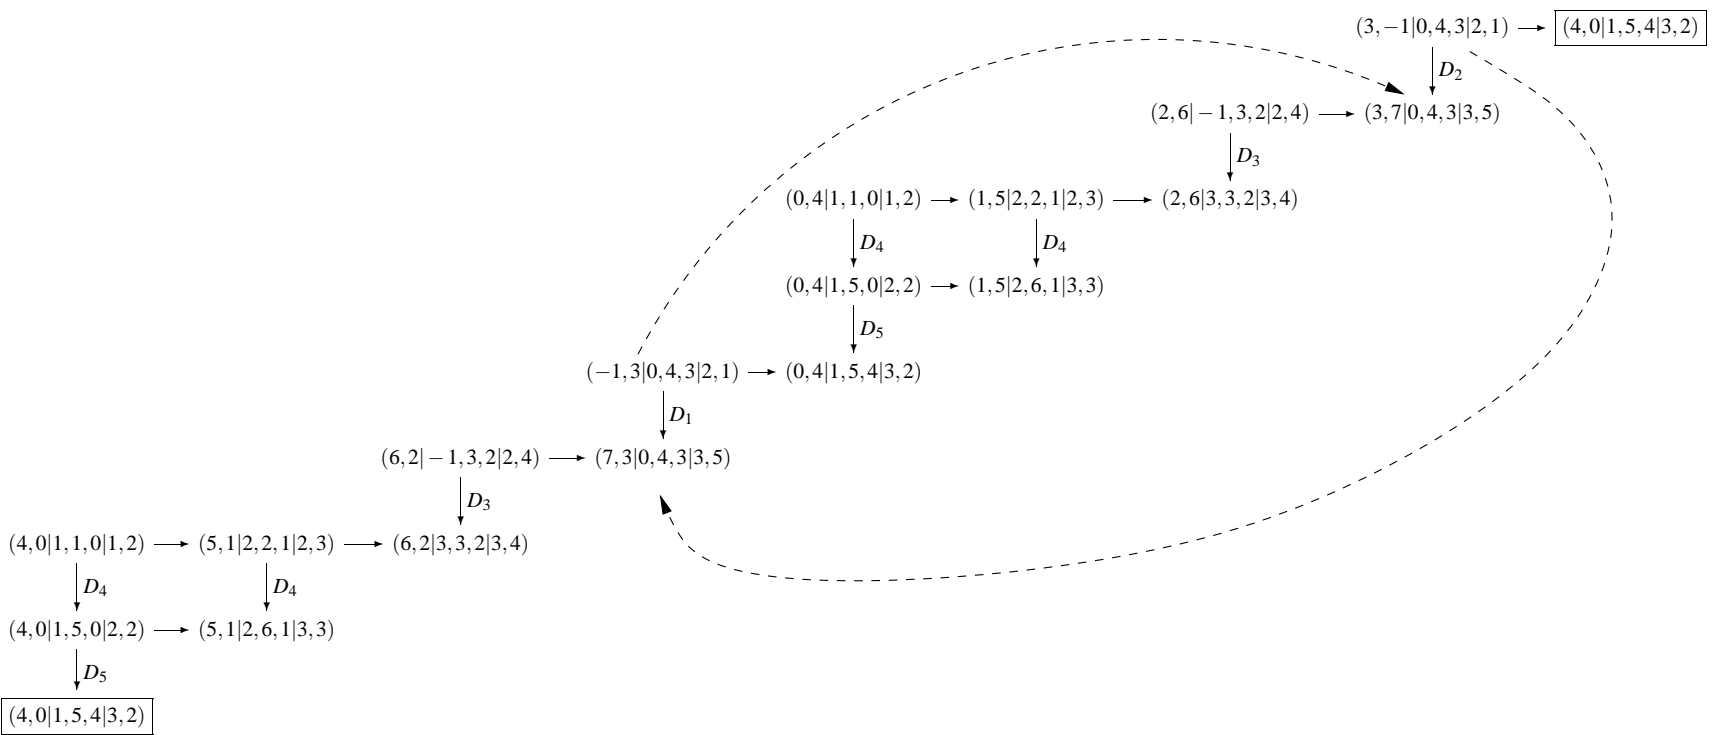 (3,−1|0,4,3|2,1) (4,0|1,5,4|3,2)
D2
(2,6|−1,3,2|2,4) (3,7|0,4,3|3,5)
D3
(0,4|1,1,0|1,2) (1,5|2,2,1|2,3) (2,6|3,3,2|3,4)
D4 D4
(0,4|1,5,0|2,2) (1,5|2,6,1|3,3)
D5
(−1,3|0,4,3|2,1) (0,4|1,5,4|3,2)
D1
(6,2|−1,3,2|2,4) (7,3|0,4,3|3,5)
D3
(4,0|1,1,0|1,2) (5,1|2,2,1|2,3) (6,2|3,3,2|3,4)
D4 D4
(4,0|1,5,0|2,2) (5,1|2,6,1|3,3)
D5
(4,0|1,5,4|3,2)